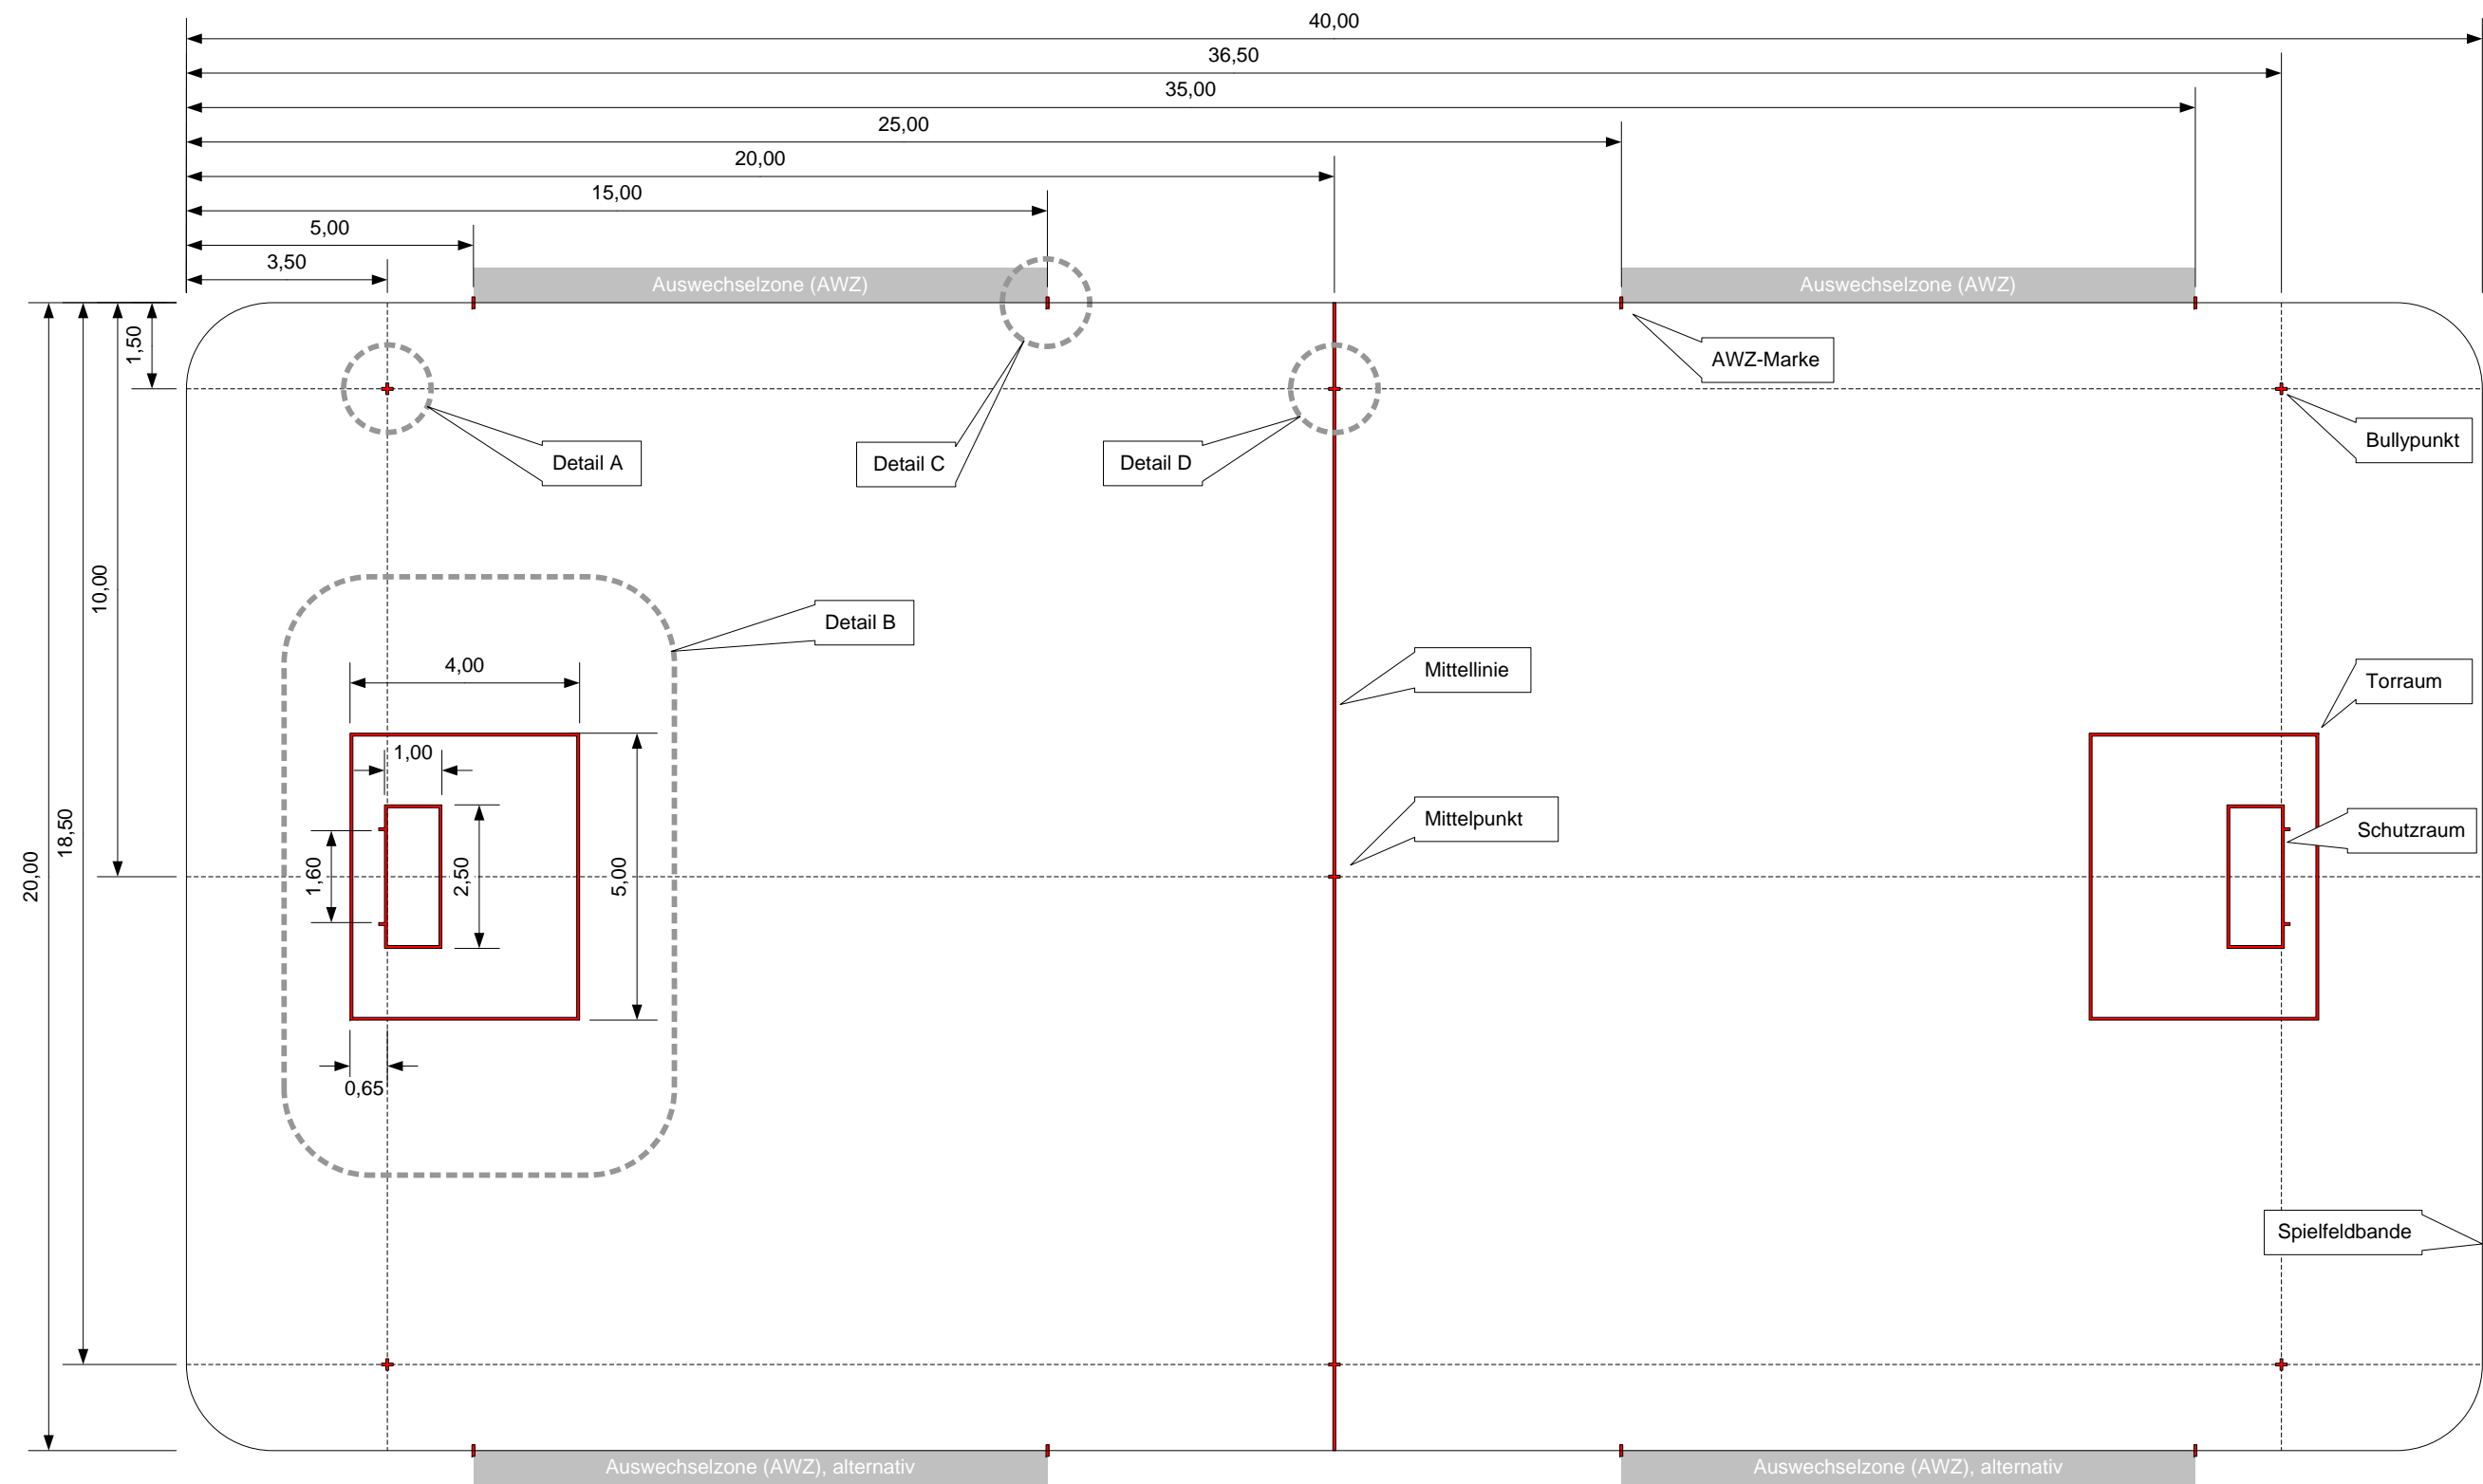 40,00
36,50
35,00
25,00
20,00
15,00
5,00
3,50
Auswechselzone (AWZ)
Auswechselzone (AWZ)
1,50
AWZ-Marke
Bullypunkt
Detail A
Detail C
Detail D
10,00
Detail B
4,00
Mittellinie
Torraum
1,00
18,50
Mittelpunkt
Schutzraum
20,00
1,60
2,50
5,00
0,65
Spielfeldbande
Auswechselzone (AWZ), alternativ
Auswechselzone (AWZ), alternativ